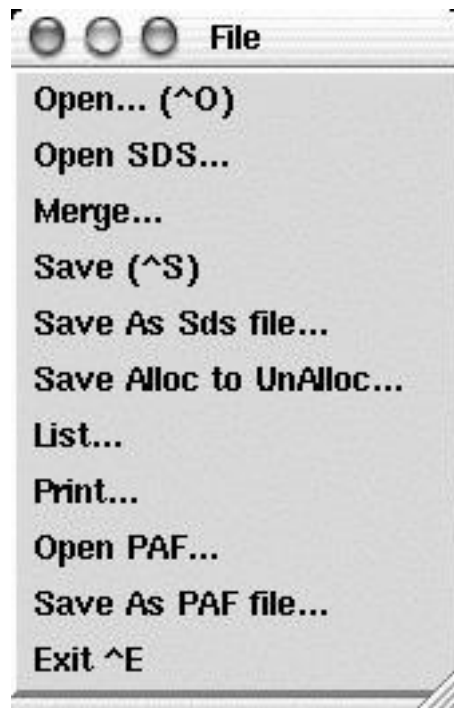 File
Open... (^O)
Open SDS...
Merge...
Save (^S)
Save As Sds file...
Save Alloc to UnAlloc...
List...
Print...
Open PAF...
Save As PAF file...
Exit ^E